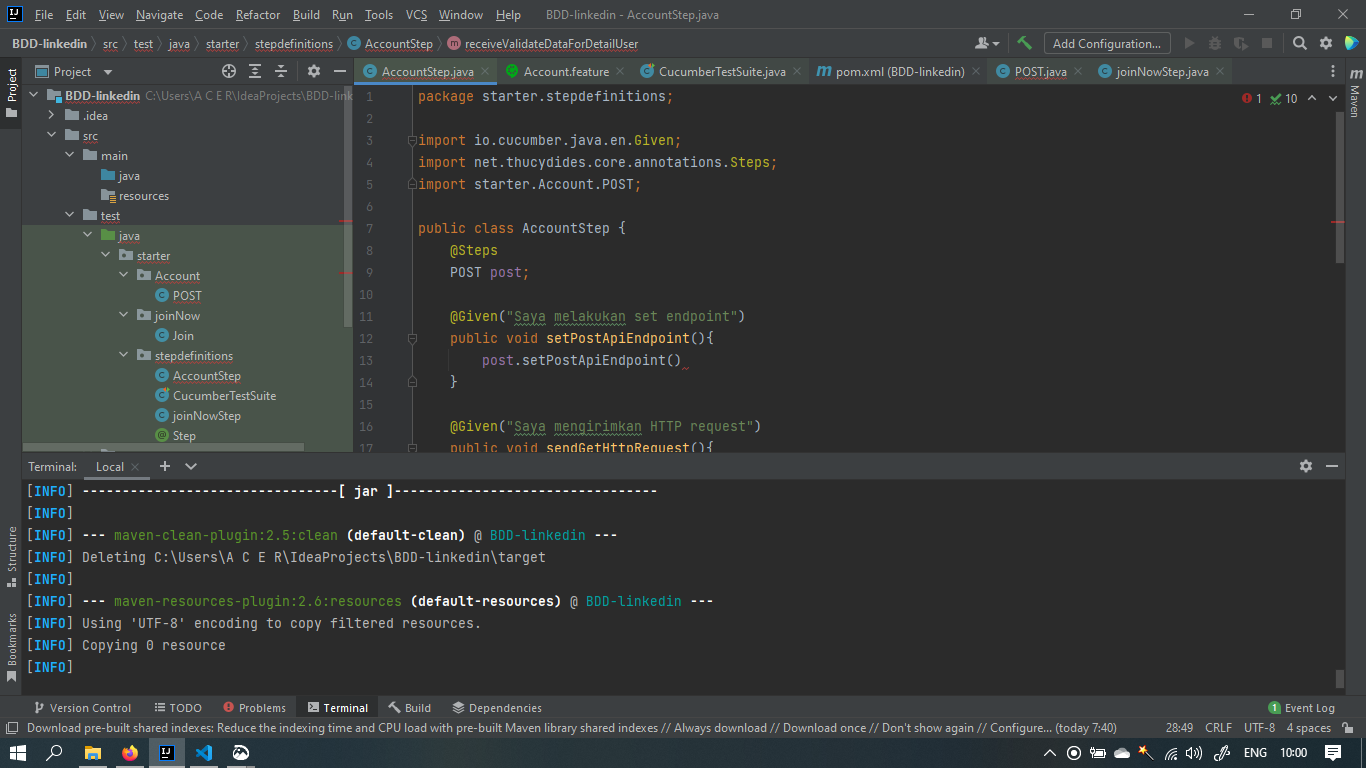 File Edit View Navigate Code Refactor Build Run Tools VCS Window Help BDD-linkedin - AccountStep.java
BDD-linkedin src test java starter stepdefinitions AccountStep receiveValidateDataForDetailUser Add Configuration...
Project AccountStep.java Account.feature CucumberTestSuite.java pom.xml (BDD-linkedin) POST.java joinNowStep.java
Project
Maven
BDD-linkedin C:\Users\A C E R\IdeaProjects\BDD-link
.idea
src
main
java
resources
test
java
starter
Account
POST
joinNow
Join
stepdefinitions
AccountStep
CucumberTestSuite
joinNowStep
Step
1 package starter.stepdefinitions;
2
3 import io.cucumber.java.en.Given;
4 import net.thucydides.core.annotations.Steps;
5 import starter.Account.POST;
6
7 public class AccountStep {
8 @Steps
9 POST post;
10
11 @Given("Saya melakukan set endpoint")
12 public void setPostApiEndpoint(){
13 post.setPostApiEndpoint()
14 }
15
16 @Given("Saya mengirimkan HTTP request")
17 public void sendGetHttpRequest(){
1 10
Terminal: Local
[INFO] --------------------------------[ jar ]---------------------------------
[INFO]
[INFO] --- maven-clean-plugin:2.5:clean (default-clean) @ BDD-linkedin ---
[INFO] Deleting C:\Users\A C E R\IdeaProjects\BDD-linkedin\target
[INFO]
[INFO] --- maven-resources-plugin:2.6:resources (default-resources) @ BDD-linkedin ---
[INFO] Using 'UTF-8' encoding to copy filtered resources.
[INFO] Copying 0 resource
[INFO]
Structure
Bookmarks
Version Control TODO Problems Terminal Build Dependencies 1 Event Log
Download pre-built shared indexes: Reduce the indexing time and CPU load with pre-built Maven library shared indexes // Always download // Download once // Don't show again // Configure... (today 7:40) 28:49 CRLF UTF-8 4 spaces
ENG 10:00